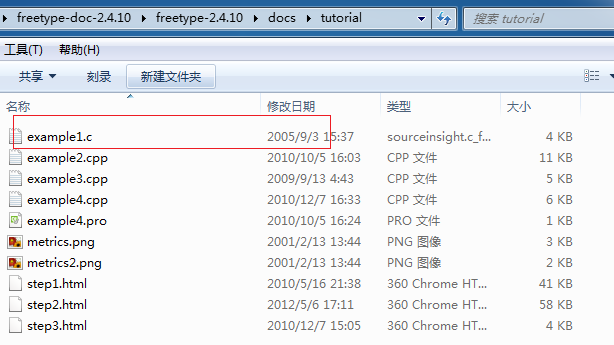 freetype-doc-2.4.10 freetype-2.4.10 docs tutorial 搜索 tutorial
工具(T) 帮助(H)
共享 刻录 新建文件夹
名称 修改日期 类型 大小
example1.c 2005/9/3 15:37 sourceinsight.c_f... 4 KB
example2.cpp 2010/10/5 16:03 CPP 文件 11 KB
example3.cpp 2009/9/13 4:43 CPP 文件 5 KB
example4.cpp 2010/12/7 16:33 CPP 文件 6 KB
example4.pro 2010/10/5 16:24 PRO 文件 1 KB
metrics.png 2001/2/13 13:44 PNG 图像 3 KB
metrics2.png 2001/2/13 13:44 PNG 图像 2 KB
step1.html 2010/5/16 21:38 360 Chrome HT... 41 KB
step2.html 2012/5/6 17:11 360 Chrome HT... 58 KB
step3.html 2010/12/7 15:05 360 Chrome HT... 4 KB